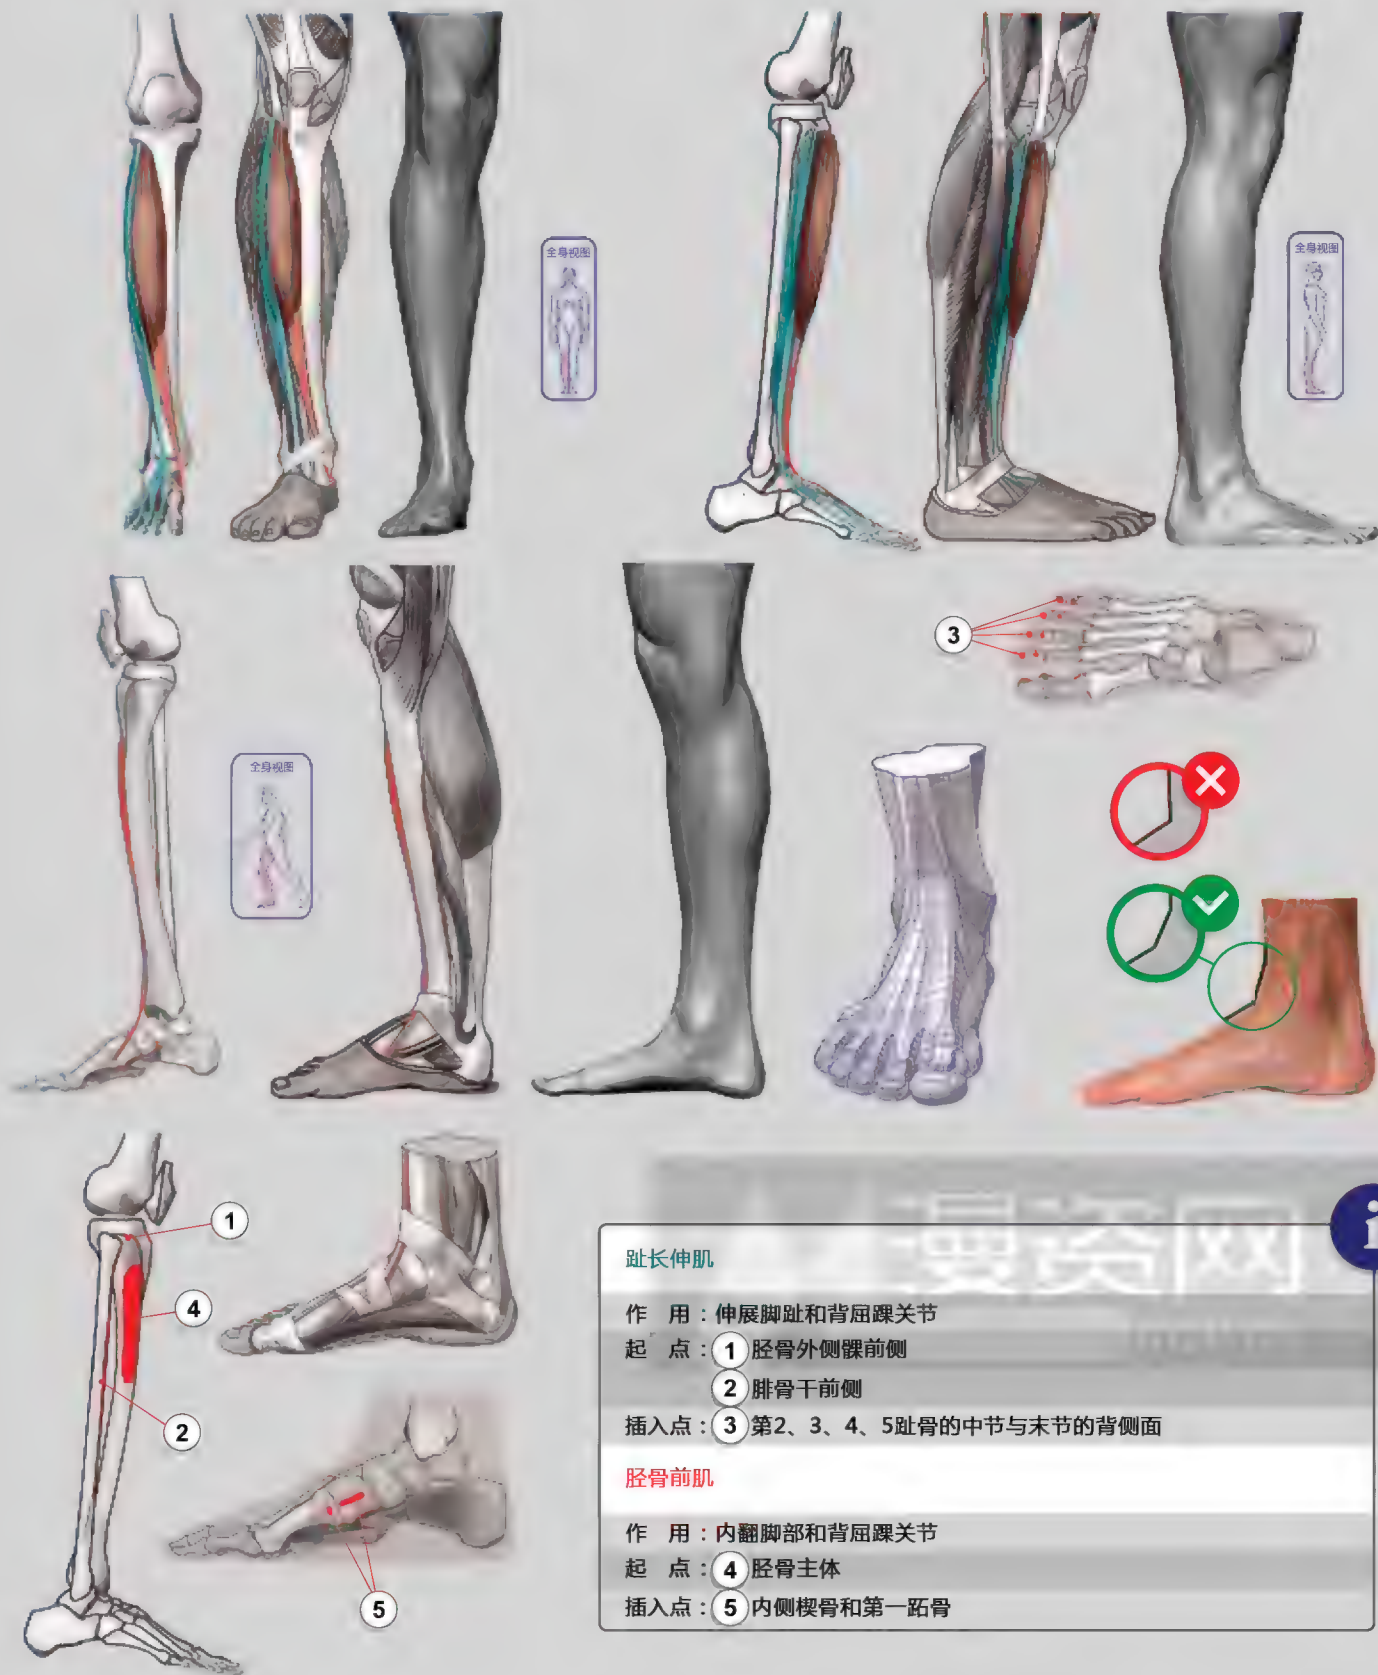 全身视图
全身视图
3
全身视图
1
4
2
5
漫资网
i
趾长伸肌
作 用：伸展脚趾和背屈踝关节
起 点：1 胫骨外侧髁前侧
2 腓骨干前侧
插入点：3 第2、3、4、5趾骨的中节与末节的背侧面
胫骨前肌
作 用：内翻脚部和背屈踝关节
起 点：4 胫骨主体
插入点：5 内侧楔骨和第一跖骨